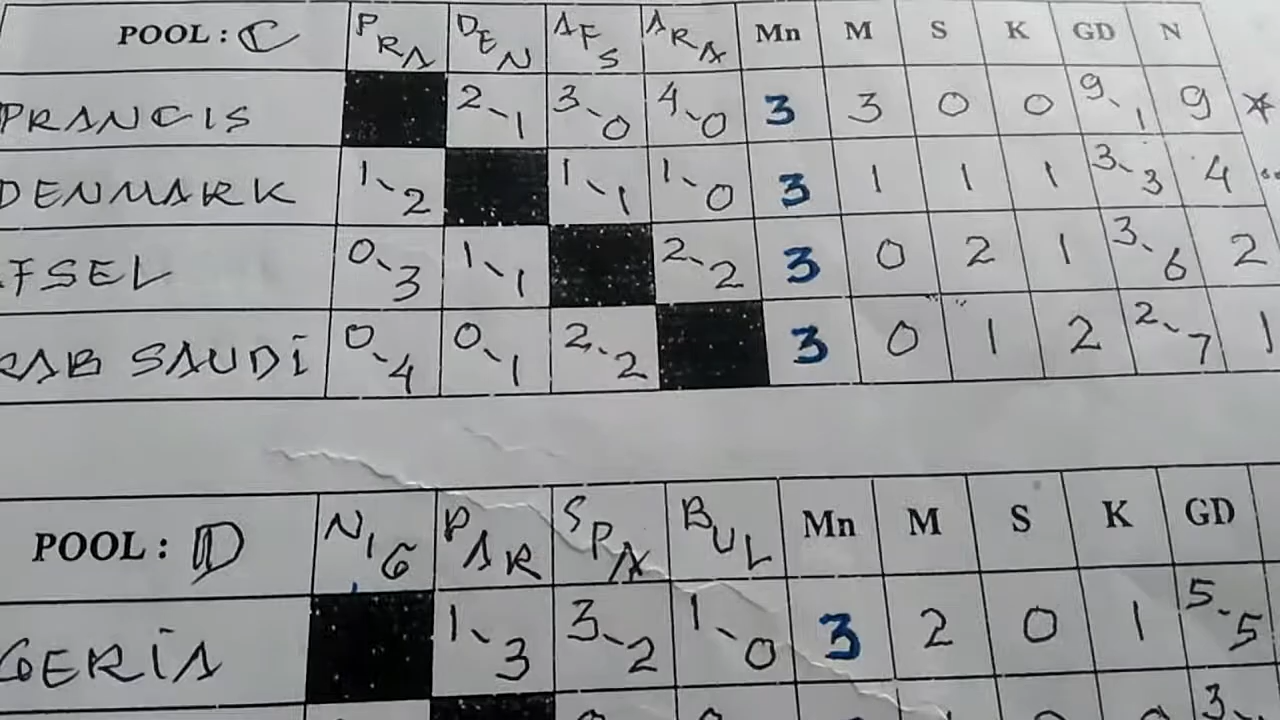 POOL : C PRA DEN AFS ARA Mn M S K GD N
PRANCIS 2-1 3-0 4-0 3 3 0 0 9-1 9 *
DENMARK 1-2 1-1 1-0 3 1 1 1 3-3 4
FSEL 0-3 1-1 2-2 3 0 2 1 3-6 2
RAB SAUDI 0-4 0-1 2-2 3 0 1 2 2-7 1
POOL : D NIG PAR SPA BUL Mn M S K GD
GERIA 1-3 3-2 1-0 3 2 0 1 5-5